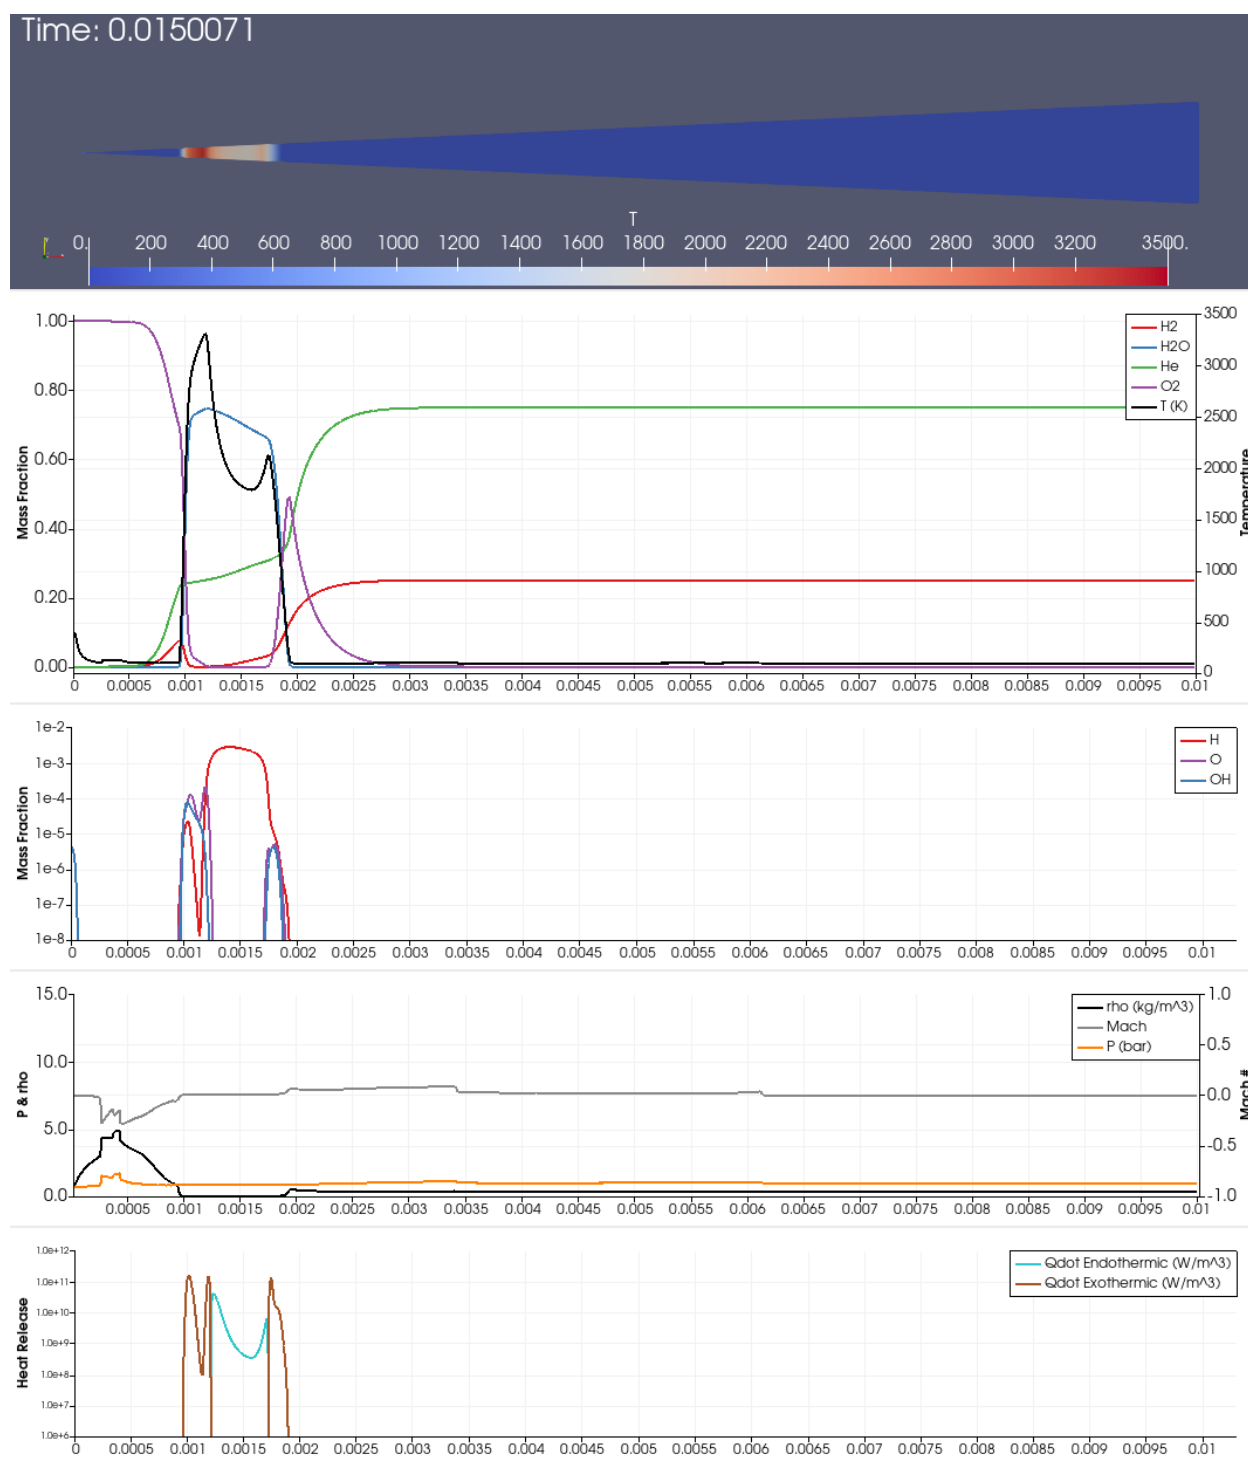 Time: 0.0150071
T
0. 200 400 600 800 1000 1200 1400 1600 1800 2000 2200 2400 2600 2800 3000 3200 3500.
1.00
0.80
0.60
0.40
0.20
0.00
Mass Fraction
H2
H2O
He
O2
T (K)
3500
3000
2500
2000
1500
1000
500
0
Temperature
0 0.0005 0.001 0.0015 0.002 0.0025 0.003 0.0035 0.004 0.0045 0.005 0.0055 0.006 0.0065 0.007 0.0075 0.008 0.0085 0.009 0.0095 0.01
1e-2
1e-3
1e-4
1e-5
1e-6
1e-7
1e-8
Mass Fraction
H
O
OH
0 0.0005 0.001 0.0015 0.002 0.0025 0.003 0.0035 0.004 0.0045 0.005 0.0055 0.006 0.0065 0.007 0.0075 0.008 0.0085 0.009 0.0095 0.01
15.0
10.0
5.0
0.0
P & rho
rho (kg/m^3)
Mach
P (bar)
1.0
0.5
0.0
-0.5
-1.0
Mach #
0.0005 0.001 0.0015 0.002 0.0025 0.003 0.0035 0.004 0.0045 0.005 0.0055 0.006 0.0065 0.007 0.0075 0.008 0.0085 0.009 0.0095 0.01
1.0e+12
1.0e+11
1.0e+10
1.0e+9
1.0e+8
1.0e+7
1.0e+6
Heat Release
Qdot Endothermic (W/m^3)
Qdot Exothermic (W/m^3)
0 0.0005 0.001 0.0015 0.002 0.0025 0.003 0.0035 0.004 0.0045 0.005 0.0055 0.006 0.0065 0.007 0.0075 0.008 0.0085 0.009 0.0095 0.01